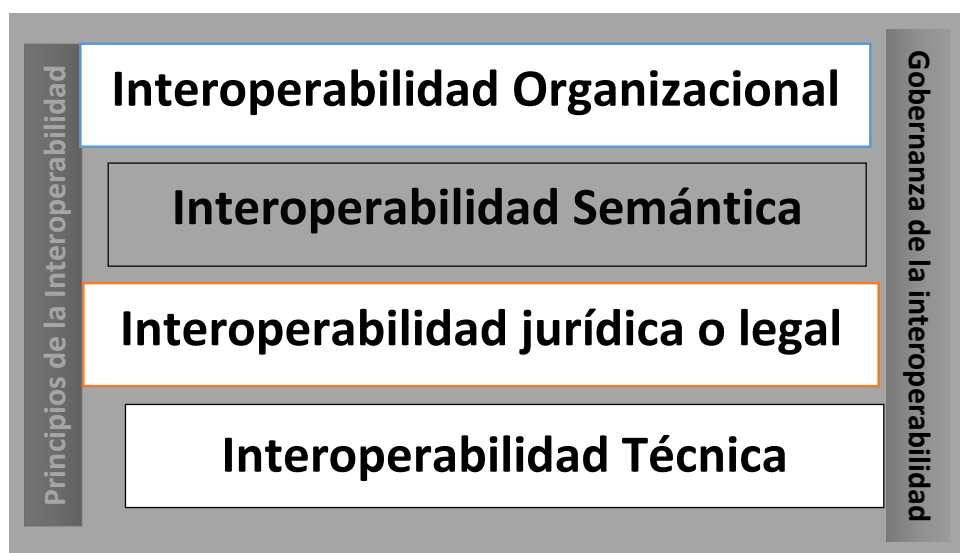 Principios de la Interoperabilidad
Interoperabilidad Organizacional
Interoperabilidad Semántica
Interoperabilidad jurídica o legal
Interoperabilidad Técnica
Gobernanza de la interoperabilidad